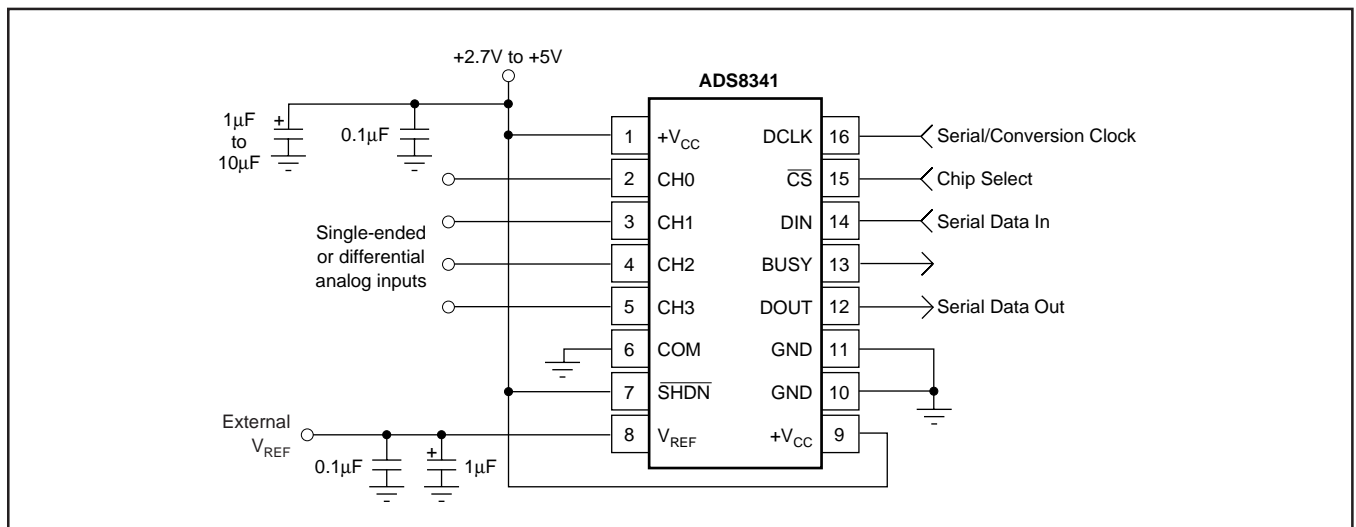 +2.7V to +5V
ADS8341
1µF
to
10µF
+
0.1µF
1 +VCC DCLK 16 Serial/Conversion Clock
2 CH0 C̅S̅ 15 Chip Select
3 CH1 DIN 14 Serial Data In
Single-ended
or differential
analog inputs
4 CH2 BUSY 13
5 CH3 DOUT 12 Serial Data Out
6 COM GND 11
7 S̅H̅D̅N̅ GND 10
External
VREF
8 VREF +VCC 9
0.1µF
+
1µF